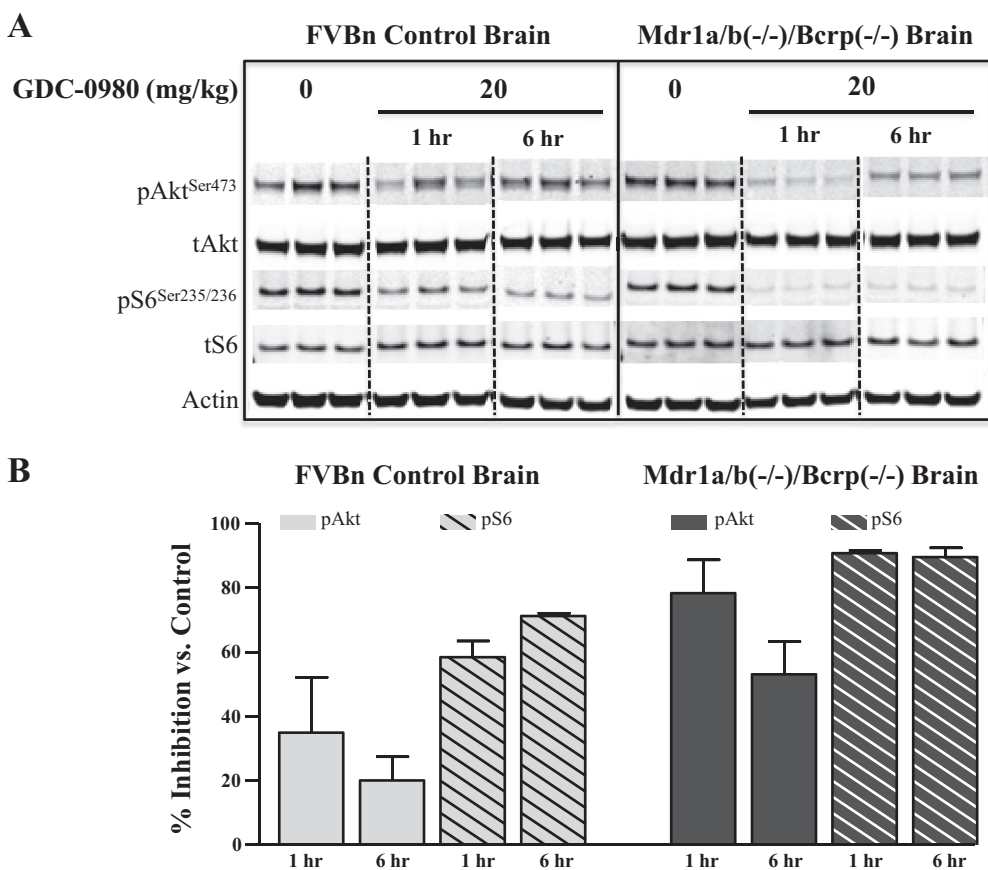 A
FVBn Control Brain Mdr1a/b(-/-)/Bcrp(-/-) Brain
GDC-0980 (mg/kg) 0 20 0 20
1 hr 6 hr 1 hr 6 hr
pAktSer473
tAkt
pS6Ser235/236
tS6
Actin
B
FVBn Control Brain Mdr1a/b(-/-)/Bcrp(-/-) Brain
pAkt pS6 pAkt pS6
% Inhibition vs. Control
100
80
60
40
20
0
1 hr 6 hr 1 hr 6 hr 1 hr 6 hr 1 hr 6 hr